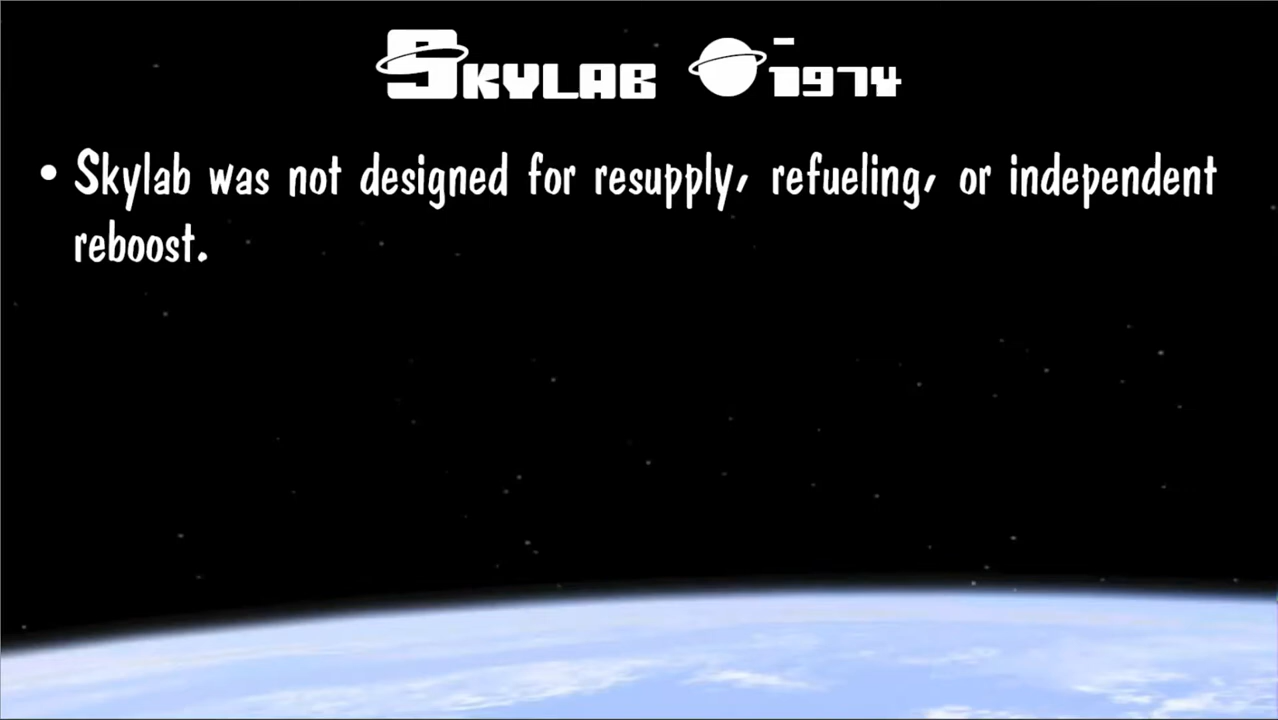 Skylab - 1974
• Skylab was not designed for resupply, refueling, or independent
reboost.